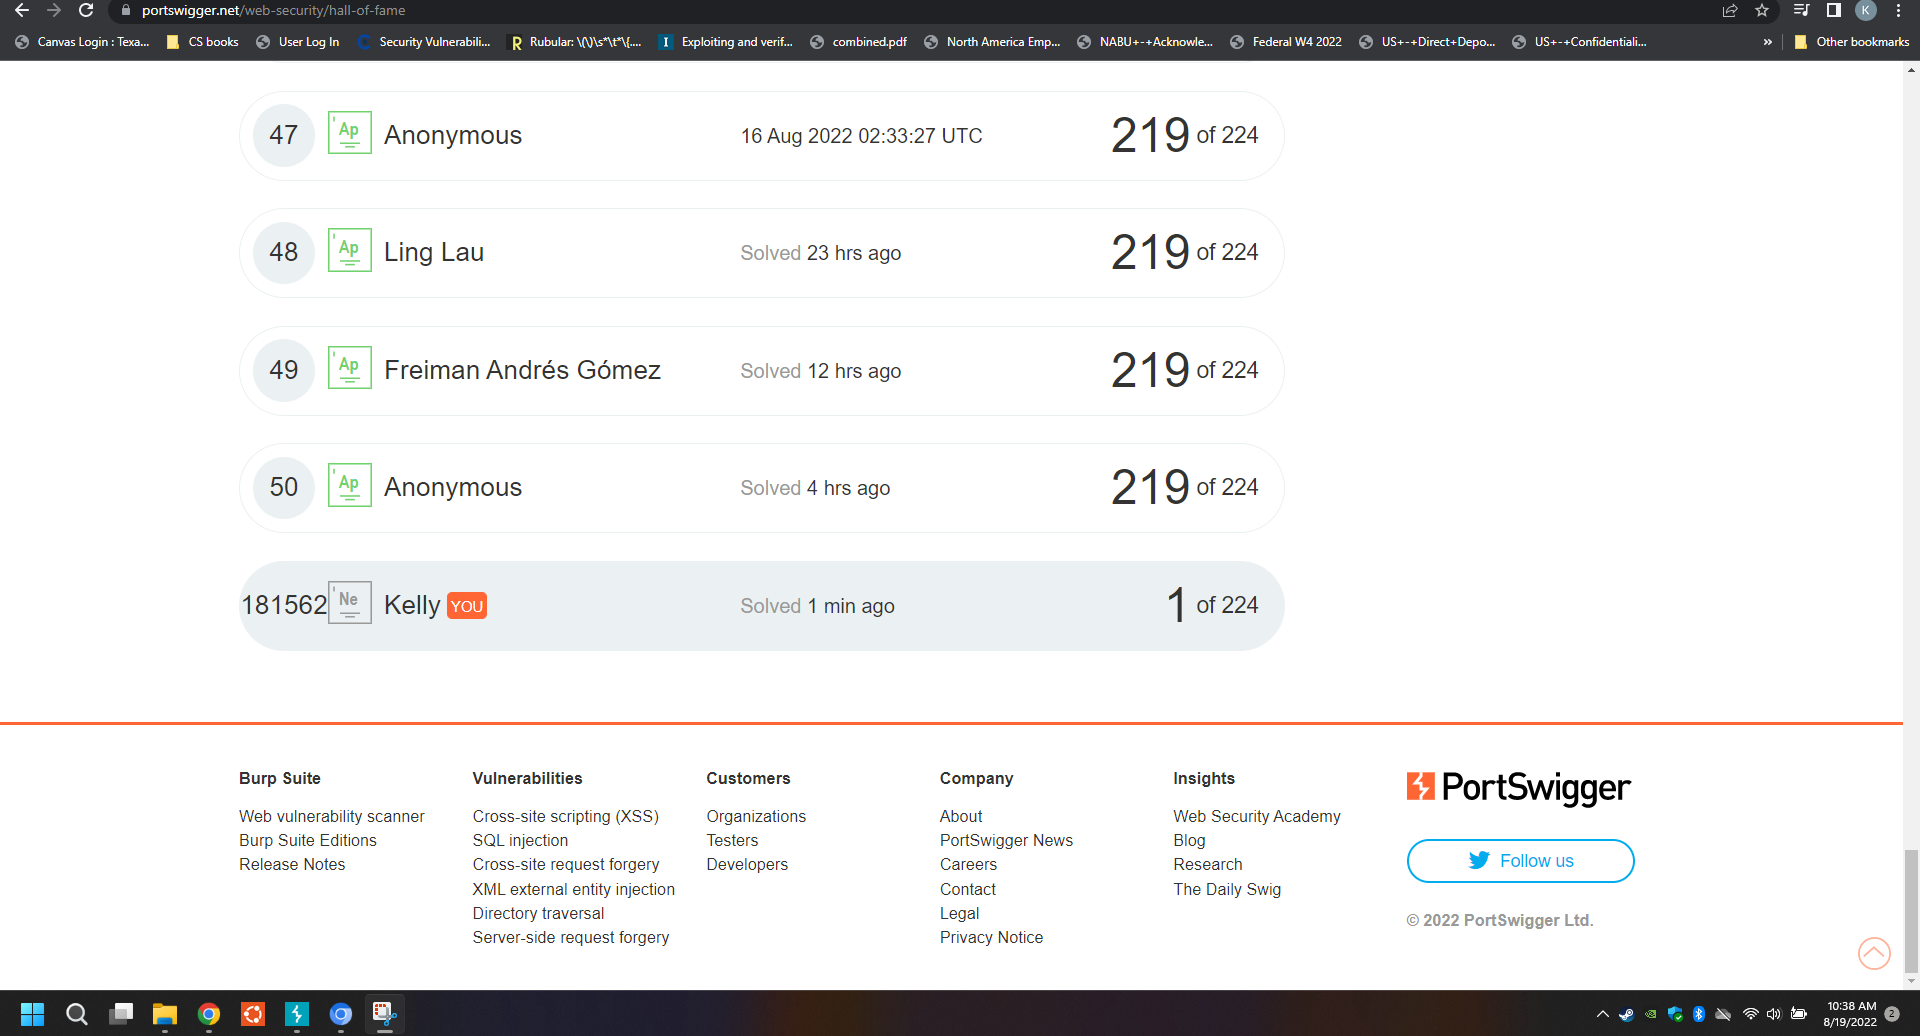 portswigger.net/web-security/hall-of-fame
K
Canvas Login : Texa...
CS books
User Log In
Security Vulnerabili...
Rubular: \(\)\s*\t*\{....
Exploiting and verif...
combined.pdf
North America Emp...
NABU+-+Acknowle...
Federal W4 2022
US+-+Direct+Depo...
US+-+Confidentiali...
»
Other bookmarks
47 Ap Anonymous 16 Aug 2022 02:33:27 UTC 219 of 224
48 Ap Ling Lau Solved 23 hrs ago 219 of 224
49 Ap Freiman Andrés Gómez Solved 12 hrs ago 219 of 224
50 Ap Anonymous Solved 4 hrs ago 219 of 224
181562 Ne Kelly YOU Solved 1 min ago 1 of 224
Burp Suite
Web vulnerability scanner
Burp Suite Editions
Release Notes
Vulnerabilities
Cross-site scripting (XSS)
SQL injection
Cross-site request forgery
XML external entity injection
Directory traversal
Server-side request forgery
Customers
Organizations
Testers
Developers
Company
About
PortSwigger News
Careers
Contact
Legal
Privacy Notice
Insights
Web Security Academy
Blog
Research
The Daily Swig
PortSwigger
Follow us
© 2022 PortSwigger Ltd.
10:38 AM
8/19/2022
2